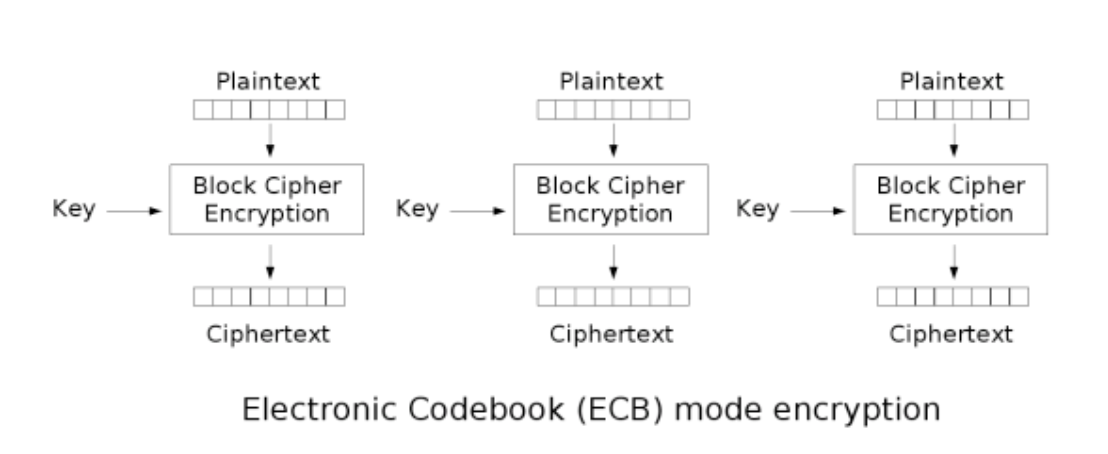 Plaintext Plaintext Plaintext
Block Cipher Block Cipher Block Cipher
Key Encryption Key Encryption Key Encryption
Ciphertext Ciphertext Ciphertext
Electronic Codebook (ECB) mode encryption